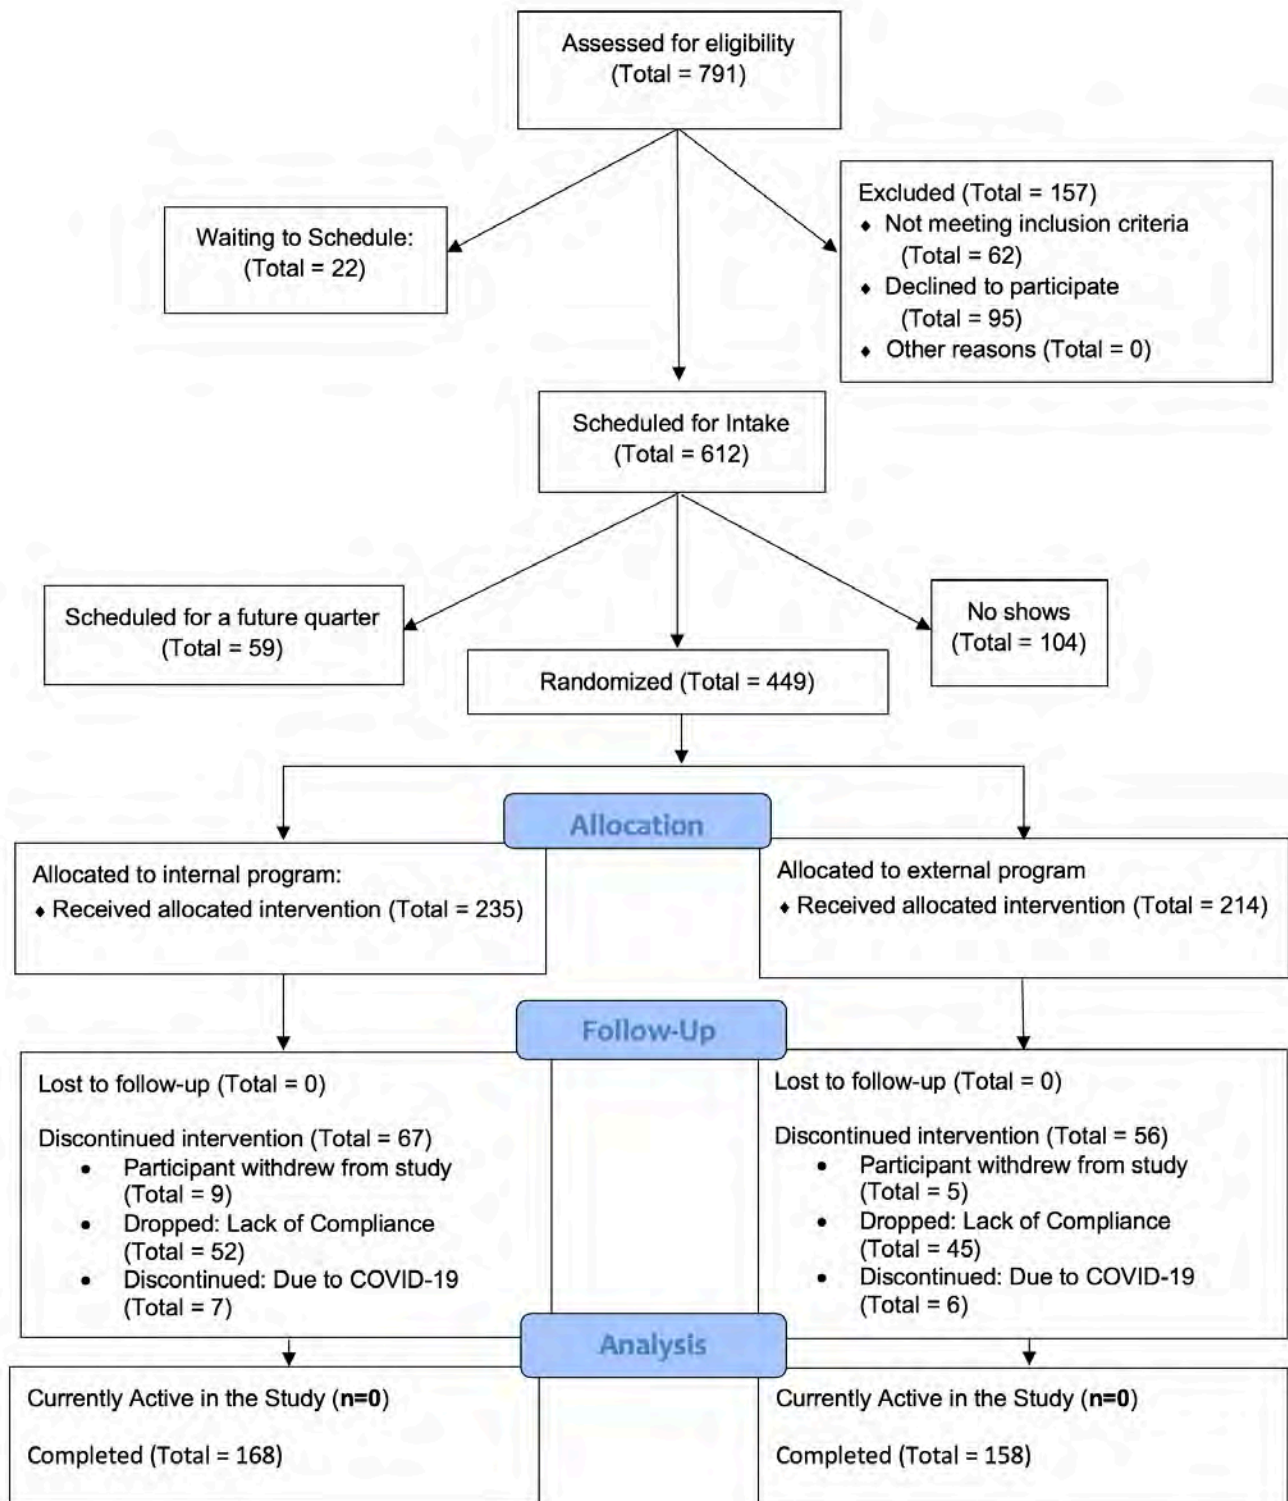 Assessed for eligibility
(Total = 791)
Waiting to Schedule:
(Total = 22)
Excluded (Total = 157)
♦ Not meeting inclusion criteria
(Total = 62)
♦ Declined to participate
(Total = 95)
♦ Other reasons (Total = 0)
Scheduled for Intake
(Total = 612)
Scheduled for a future quarter
(Total = 59)
No shows
(Total = 104)
Randomized (Total = 449)
Allocation
Allocated to internal program:
♦ Received allocated intervention (Total = 235)
Allocated to external program
♦ Received allocated intervention (Total = 214)
Follow-Up
Lost to follow-up (Total = 0)
Discontinued intervention (Total = 67)
• Participant withdrew from study
(Total = 9)
• Dropped: Lack of Compliance
(Total = 52)
• Discontinued: Due to COVID-19
(Total = 7)
Lost to follow-up (Total = 0)
Discontinued intervention (Total = 56)
• Participant withdrew from study
(Total = 5)
• Dropped: Lack of Compliance
(Total = 45)
• Discontinued: Due to COVID-19
(Total = 6)
Analysis
Currently Active in the Study (n=0)
Completed (Total = 168)
Currently Active in the Study (n=0)
Completed (Total = 158)